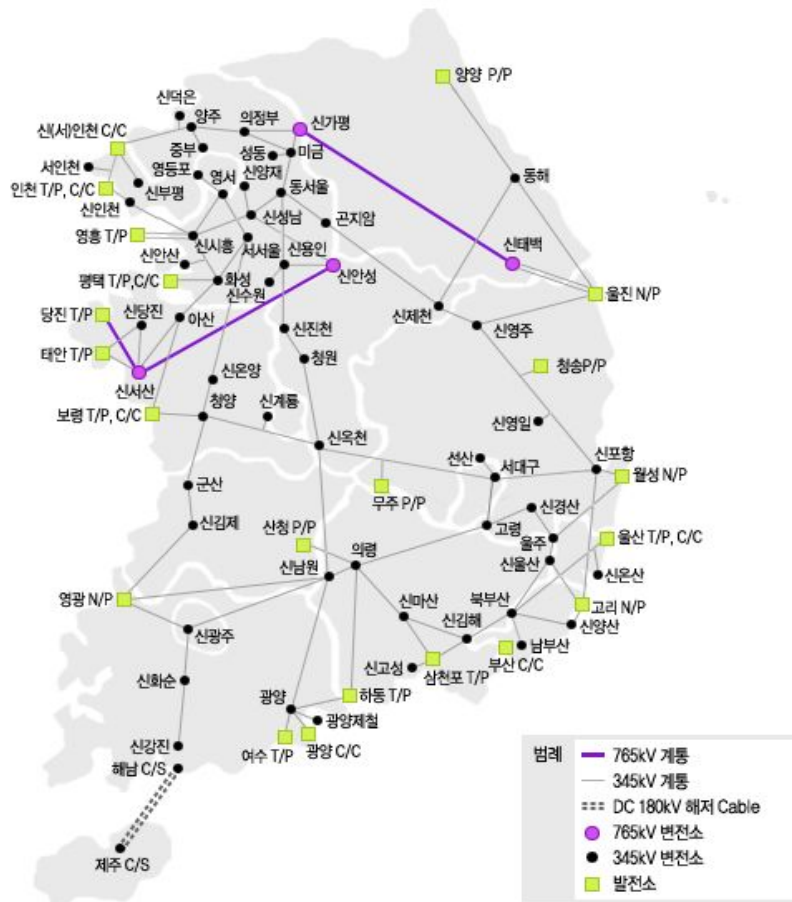 양양 P/P
신덕은
양주
의정부
신가평
신(서)인천 C/C
중부
성동
미금
서인천
영등포
영서
신양재
동서울
동해
인천 T/P, C/C
신부평
신인천
곤지암
신성남
영흥 T/P
신시흥
서서울
신용인
신태백
신안산
신안성
평택 T/P,C/C
화성
신수원
울진 N/P
당진 T/P
신당진
아산
신제천
신영주
신진천
태안 T/P
청원
청송P/P
신서산
신온양
보령 T/P, C/C
청양
신계룡
신영일
신옥천
선산
서대구
신포항
월성 N/P
군산
무주 P/P
신경산
신김제
산청 P/P
고령
울주
울산 T/P, C/C
의령
신울산
신남원
신온산
영광 N/P
신마산
북부산
고리 N/P
신광주
신김해
신양산
남부산
신고성
삼천포 T/P
부산 C/C
신화순
하동 T/P
광양
광양제철
신강진
여수 T/P
광양 C/C
해남 C/S
제주 C/S
범례
765kV 계통
345kV 계통
DC 180kV 해저 Cable
765kV 변전소
345kV 변전소
발전소